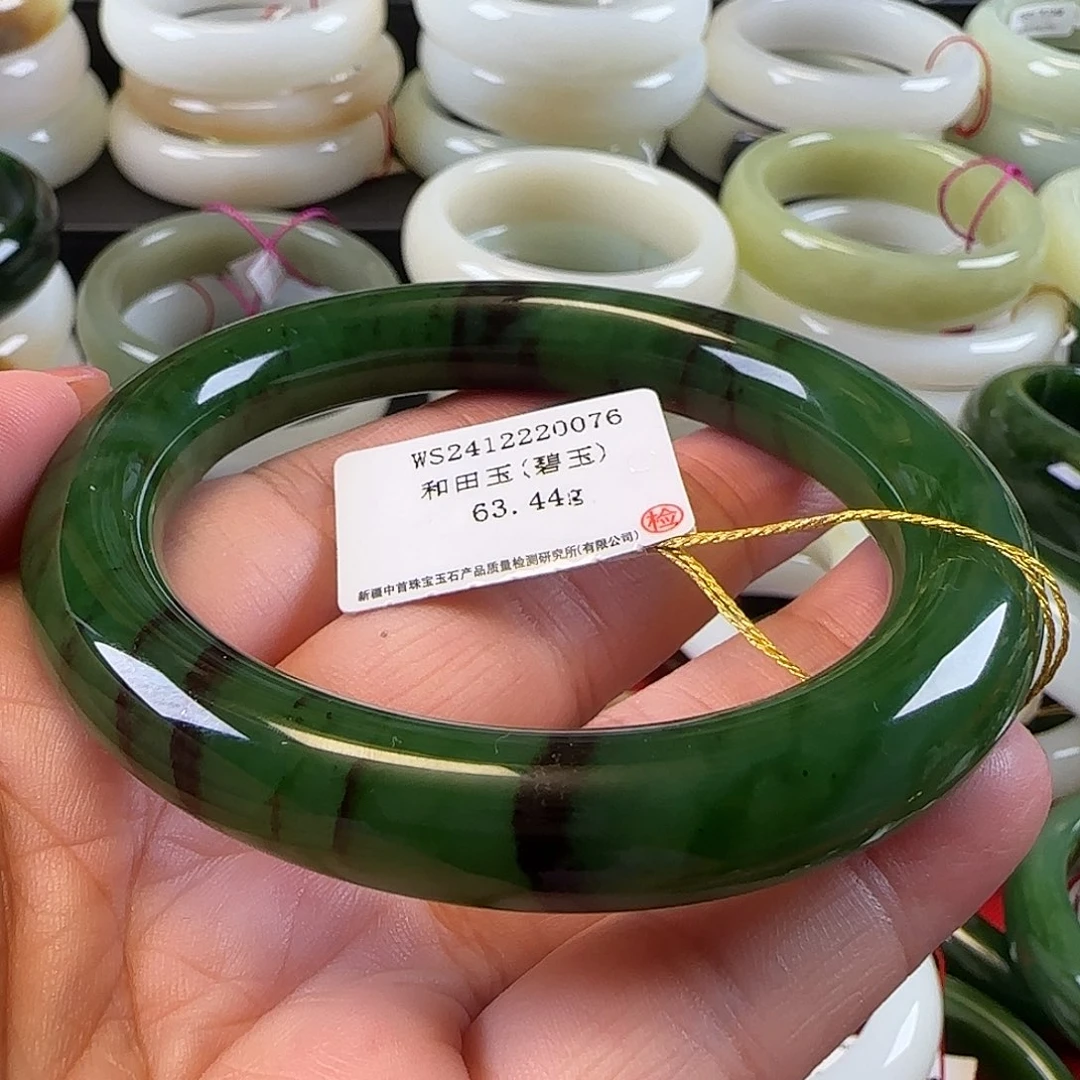 WS2412220076
和田玉(碧玉)
63.44g
检
新疆中首珠宝玉石产品质量检测研究所(有限公司)